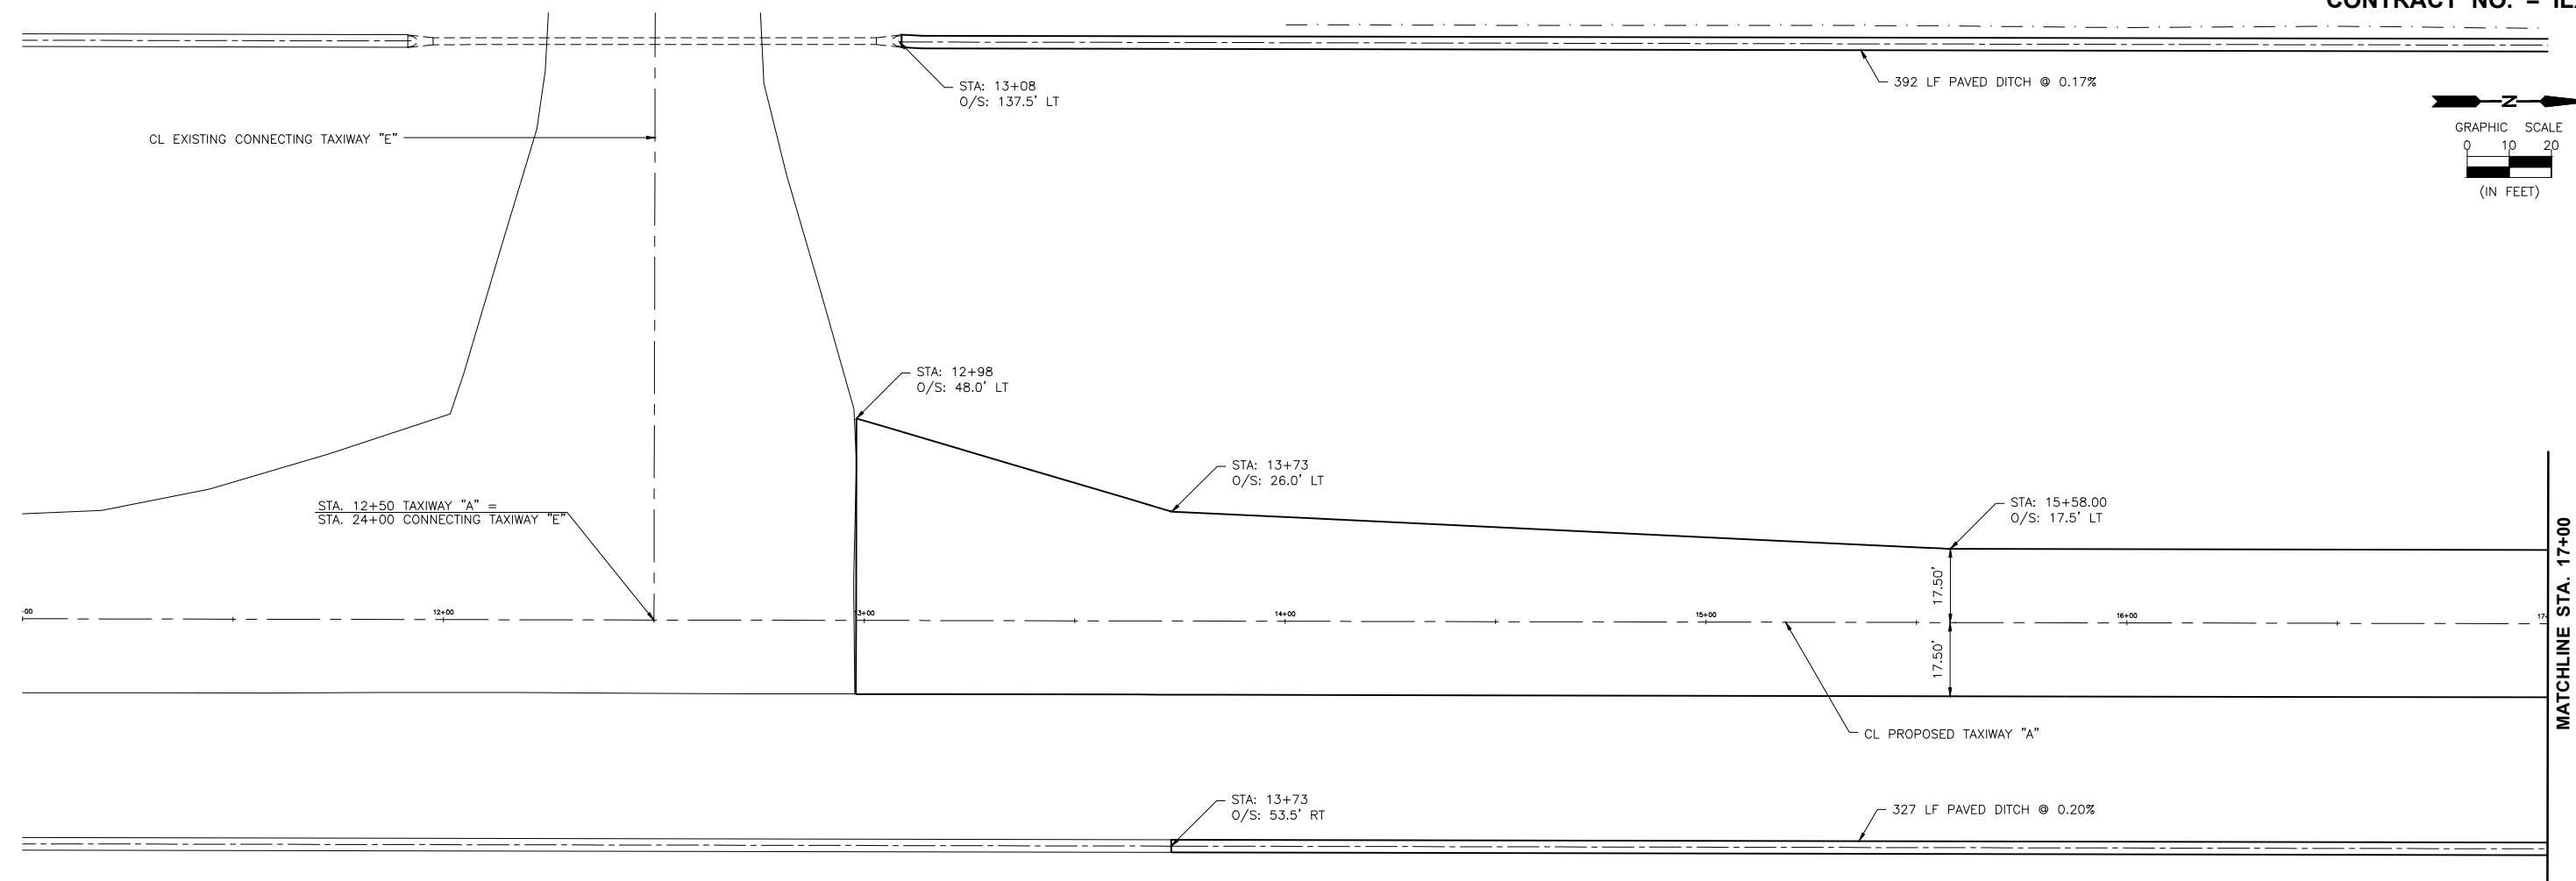 STA: 13+08
O/S: 137.5' LT
392 LF PAVED DITCH @ 0.17%
CL EXISTING CONNECTING TAXIWAY "E"
N
GRAPHIC SCALE
0 10 20
(IN FEET)
STA: 12+98
O/S: 48.0' LT
STA: 13+73
O/S: 26.0' LT
STA. 12+50 TAXIWAY "A" =
STA. 24+00 CONNECTING TAXIWAY "E"
STA: 15+58.00
O/S: 17.5' LT
17.50'
17.50'
12+00
13+00
14+00
15+00
16+00
MATCHLINE STA. 17+00
CL PROPOSED TAXIWAY "A"
STA: 13+73
O/S: 53.5' RT
327 LF PAVED DITCH @ 0.20%